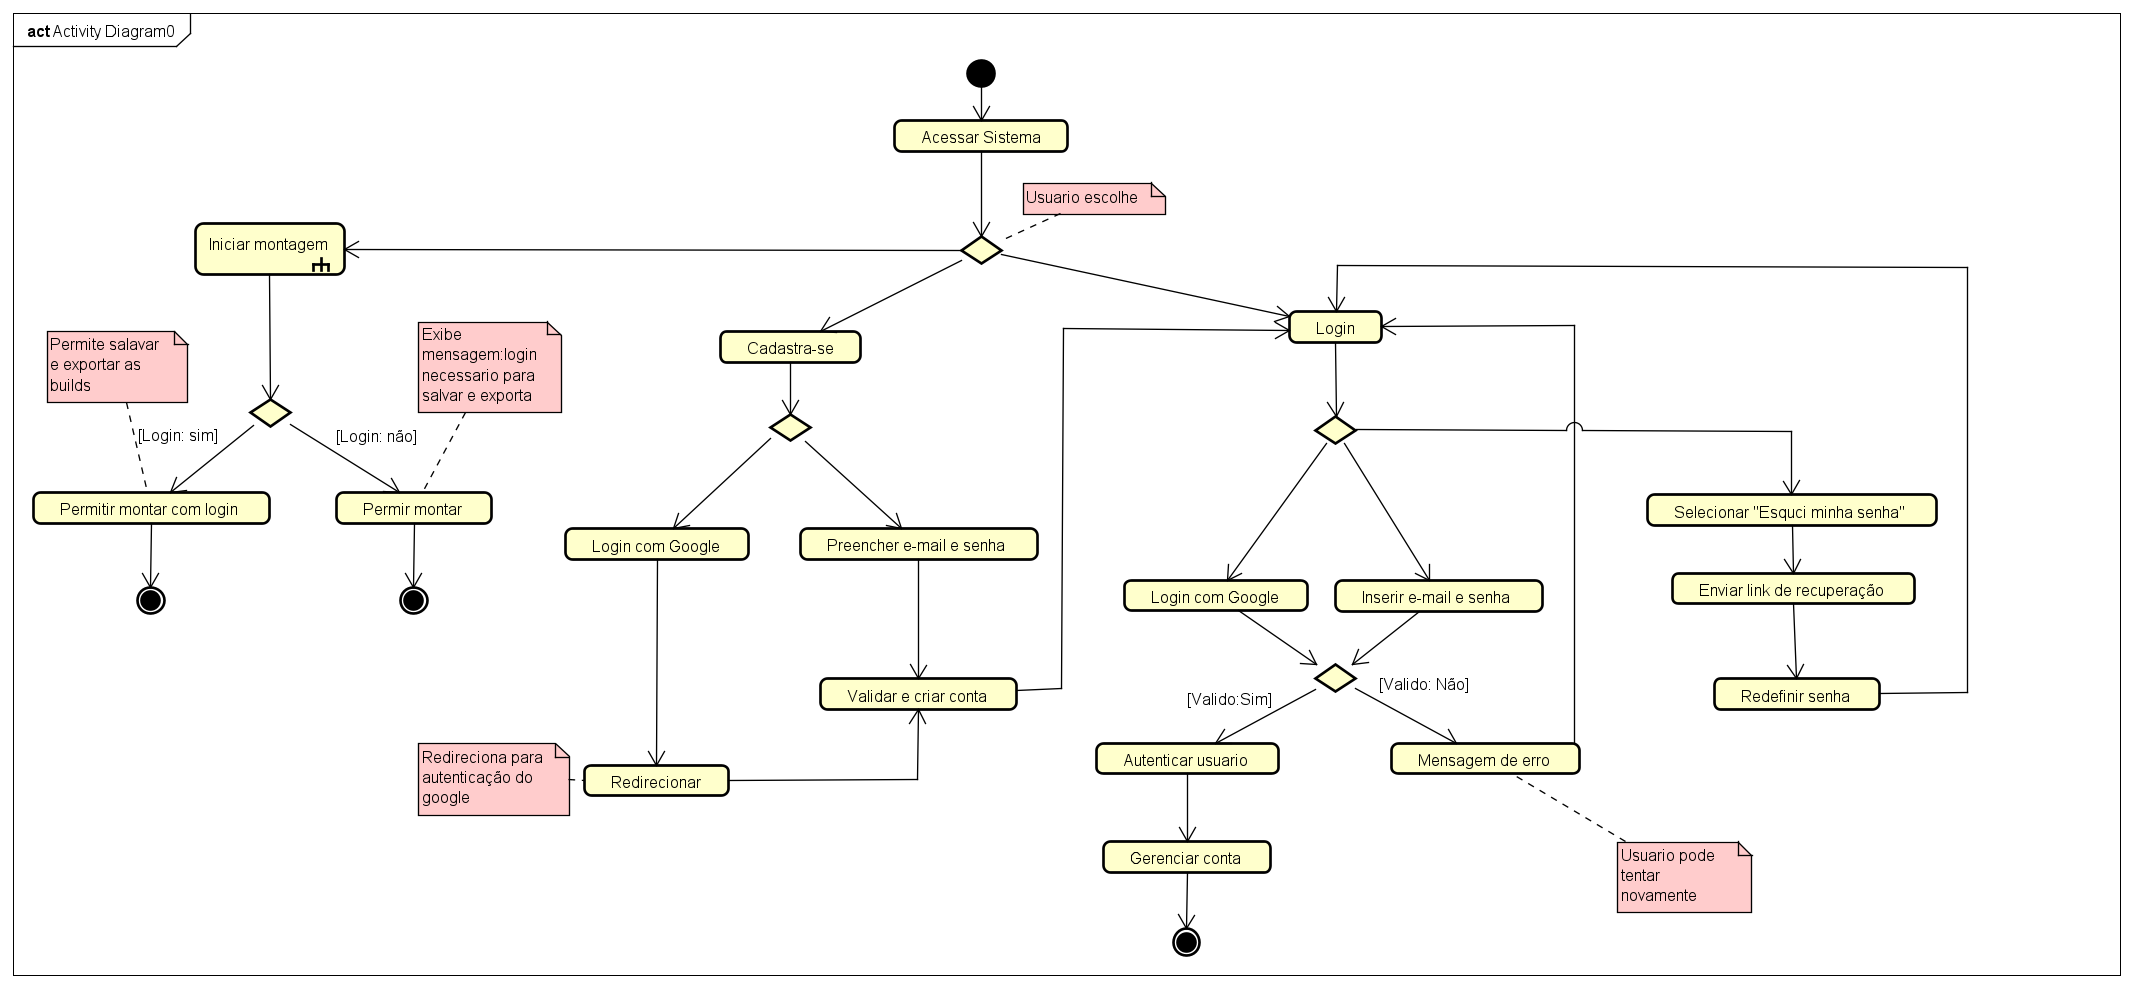 act Activity Diagram0
Acessar Sistema
Usuario escolhe
Iniciar montagem
Login
Permite salavar
e exportar as
builds
Exibe
mensagem:login
necessario para
salvar e exporta
Cadastra-se
[Login: sim]
[Login: não]
Permitir montar com login
Permir montar
Selecionar "Esquci minha senha"
Login com Google
Preencher e-mail e senha
Login com Google
Inserir e-mail e senha
Enviar link de recuperação
Validar e criar conta
[Valido:Sim]
[Valido: Não]
Redefinir senha
Redireciona para
autenticação do
google
Redirecionar
Autenticar usuario
Mensagem de erro
Gerenciar conta
Usuario pode
tentar
novamente